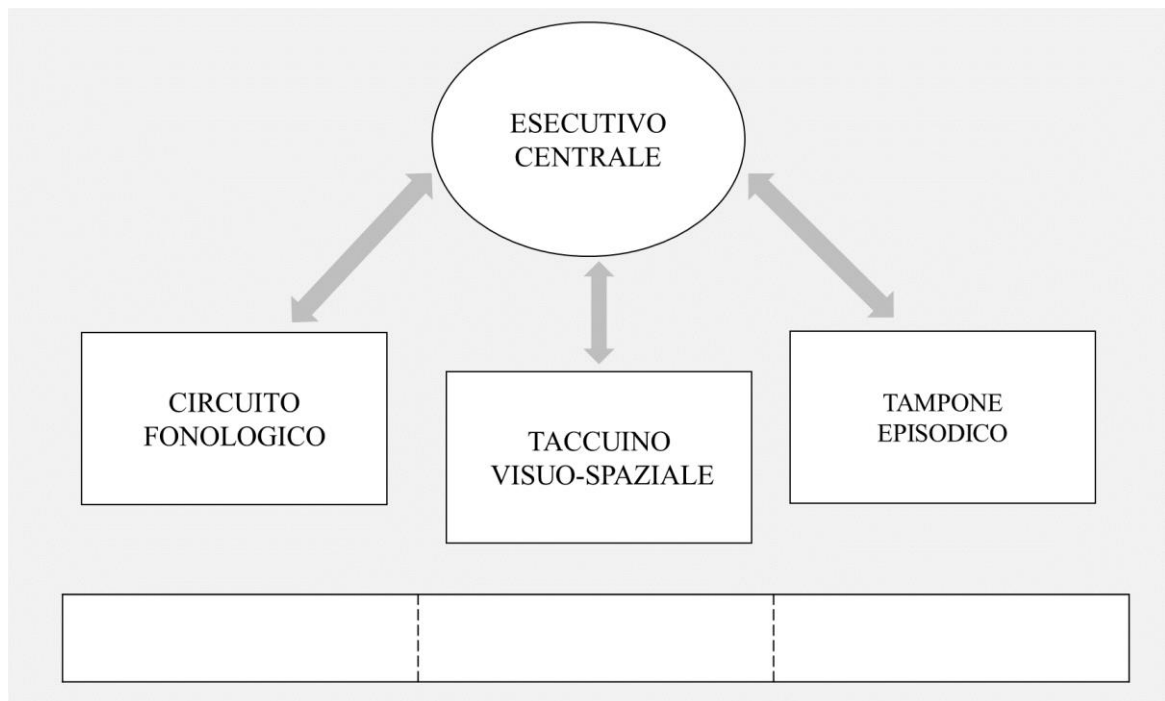 ESECUTIVO
CENTRALE
CIRCUITO
FONOLOGICO
TACCUINO
VISUO-SPAZIALE
TAMPONE
EPISODICO